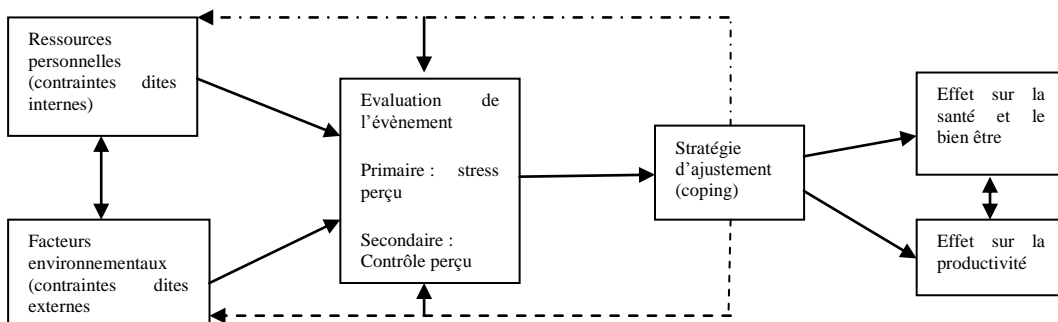 Ressources
personnelles
(contraintes dites
internes)
Facteurs
environnementaux
(contraintes dites
externes
Evaluation de
l'évènement
Primaire : stress
perçu
Secondaire :
Contrôle perçu
Stratégie
d'ajustement
(coping)
Effet sur la
santé et le
bien être
Effet sur la
productivité